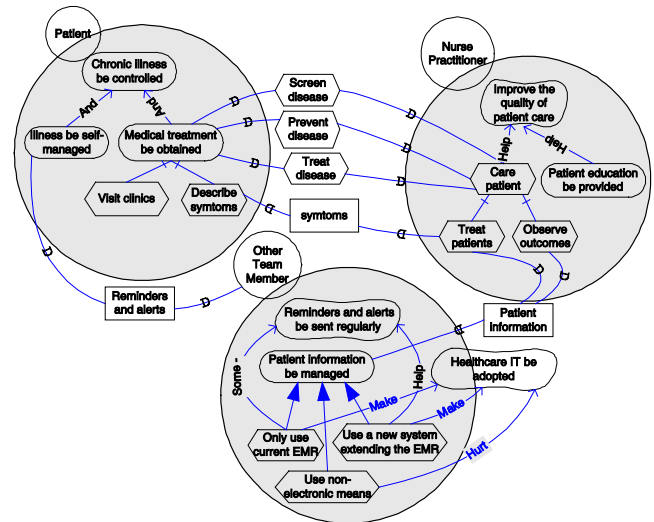 Patient
Chronic illness
be controlled
And
And
Illness be self-
managed
Medical treatment
be obtained
Visit clinics
Describe
symtoms
Screen
disease
Prevent
disease
Treat
disease
symtoms
D
D
D
D
D
D
D
D
D
D
D
D
D
D
Nurse
Practitioner
Improve the
quality of
patient care
Help
Help
Care
patient
Patient education
be provided
Treat
patients
Observe
outcomes
Other
Team
Member
Reminders
and alerts
Patient
information
Reminders and alerts
be sent regularly
Patient Information
be managed
Healthcare IT be
adopted
Some -
Help
Make
Make
Hurt
Only use
current EMR
Use a new system
extending the EMR
Use non-
electronic means